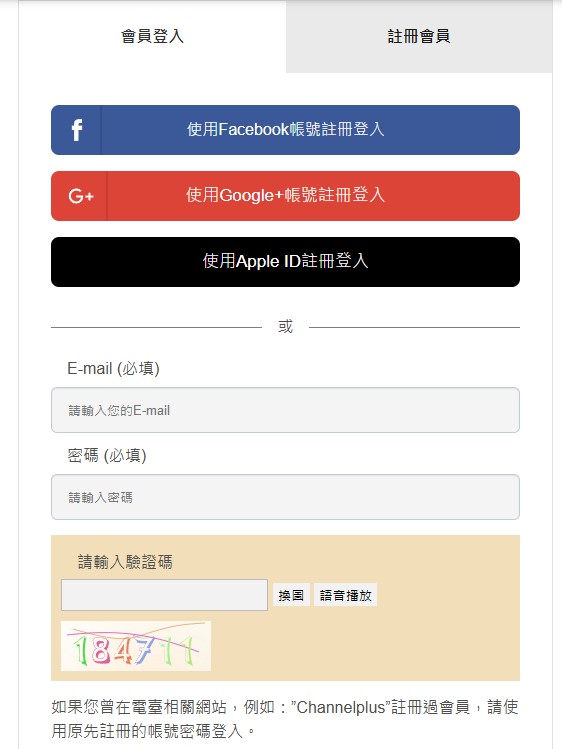 會員登入
註冊會員
f
使用Facebook帳號註冊登入
G+
使用Google+帳號註冊登入
使用Apple ID註冊登入
或
E-mail (必填)
請輸入您的E-mail
密碼 (必填)
請輸入密碼
請輸入驗證碼
換圖
語音播放
184711
如果您曾在電臺相關網站，例如：”Channelplus”註冊過會員，請使
用原先註冊的帳號密碼登入。